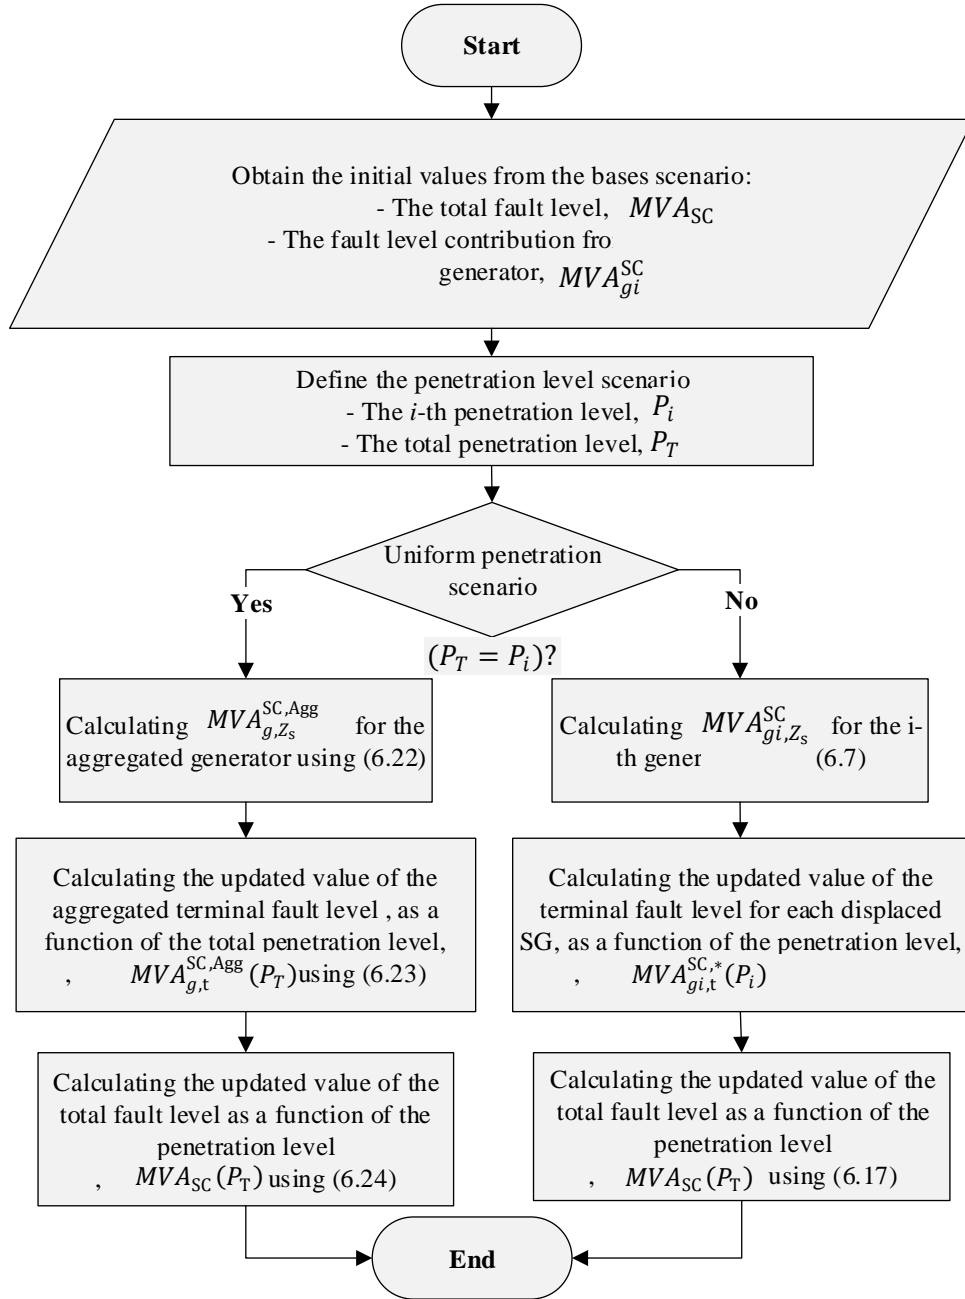 Start
Obtain the initial values from the bases scenario:
- The total fault level, MVA_SC
- The fault level contribution fro
generator, MVA_gi^SC
Define the penetration level scenario
- The i-th penetration level, P_i
- The total penetration level, P_T
Uniform penetration
scenario
(P_T = P_i)?
Yes
No
Calculating MVA_{g,Z_s}^{SC,Agg} for the
aggregated generator using (6.22)
Calculating MVA_{gi,Z_s}^{SC} for the i-
th gener (6.7)
Calculating the updated value of the
aggregated terminal fault level , as a
function of the total penetration level,
, MVA_{g,t}^{SC,Agg}(P_T) using (6.23)
Calculating the updated value of the
terminal fault level for each displaced
SG, as a function of the penetration level,
, MVA_{gi,t}^{SC,*}(P_i)
Calculating the updated value of the
total fault level as a function of the
penetration level
, MVA_SC(P_T) using (6.24)
Calculating the updated value of the
total fault level as a function of the
penetration level
, MVA_SC(P_T) using (6.17)
End